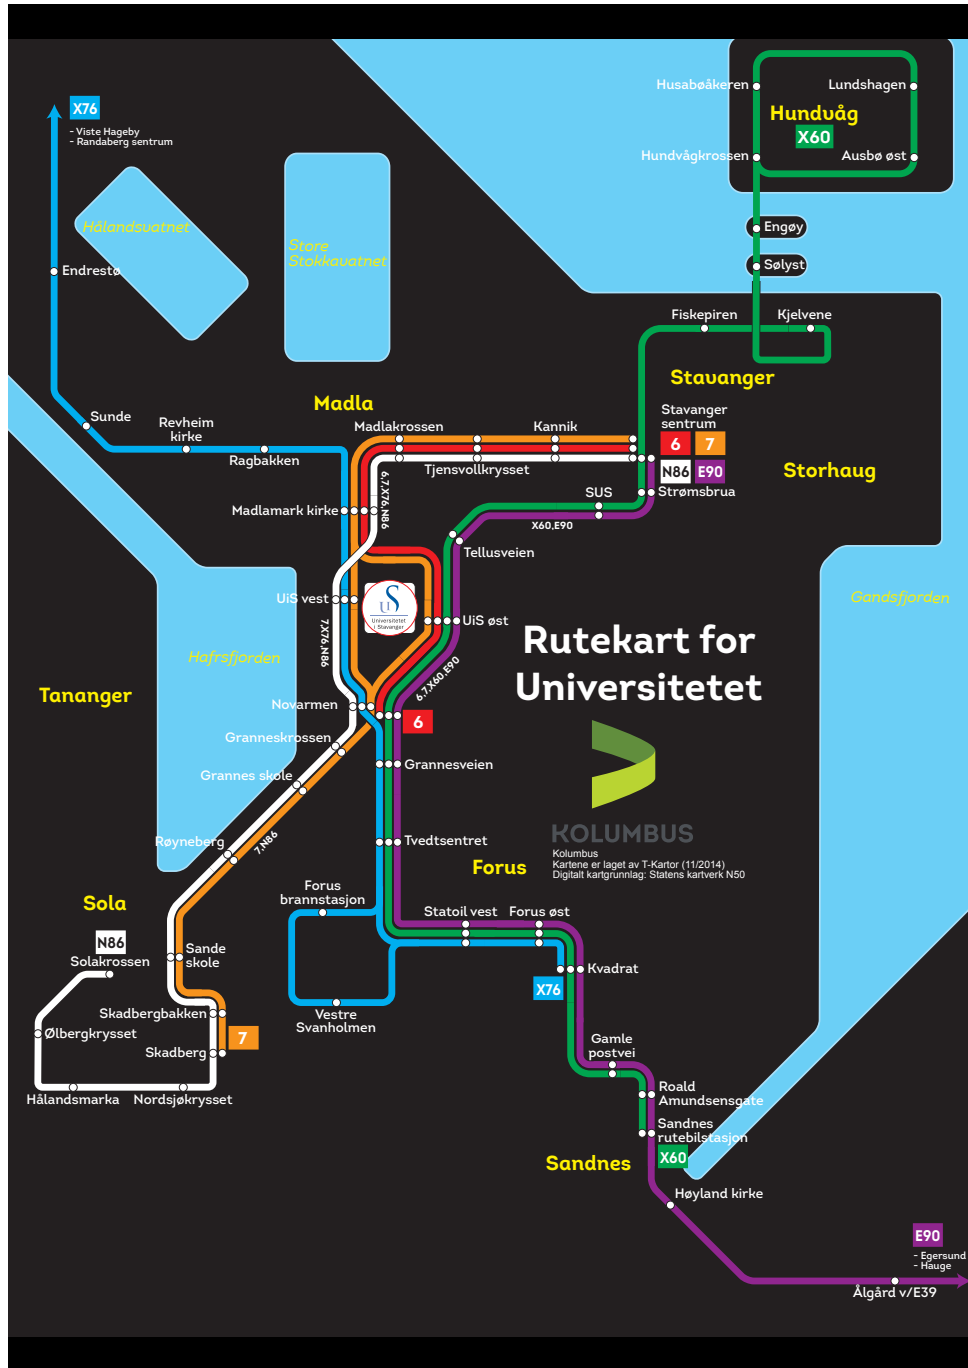 X76
- Viste Hageby
- Randaberg sentrum
Husabøåkeren
Lundshagen
Hundvåg
X60
Hundvågkrossen
Ausbø øst
Hålandsvatnet
Store
Stokkavatnet
Engøy
Sølyst
Endrestø
Fiskepiren
Kjelvene
Stavanger
Madla
Sunde
Revheim
kirke
Ragbakken
Madlakrossen
Kannik
Tjensvollkrysset
Stavanger
sentrum
6
7
N86
E90
Storhaug
Strømsbrua
SUS
X60,E90
6,7,X76,N86
Madlamark kirke
Tellusveien
UiS vest
UiS
Universitetet
i Stavanger
UiS øst
Gandsfjorden
7,X76,N86
Hafrsfjorden
6,7,X60,E90
Rutekart for
Universitetet
Tananger
Novarmen
6
Granneskrossen
Grannesveien
Grannes skole
KOLUMBUS
Røyneberg
7,N86
Tvedtsentret
Kolumbus
Kartene er laget av T-Kartor (11/2014)
Digitalt kartgrunnlag: Statens kartverk N50
Forus
Forus
brannstasjon
Sola
Statoil vest
Forus øst
N86
Solakrossen
Sande
skole
Kvadrat
X76
Vestre
Svanholmen
Skadbergbakken
Ølbergkrysset
7
Skadberg
Gamle
postvei
Hålandsmarka
Nordsjøkrysset
Roald
Amundsensgate
Sandnes
rutebilstasjon
X60
Sandnes
Høyland kirke
E90
- Egersund
- Hauge
Ålgård v/E39